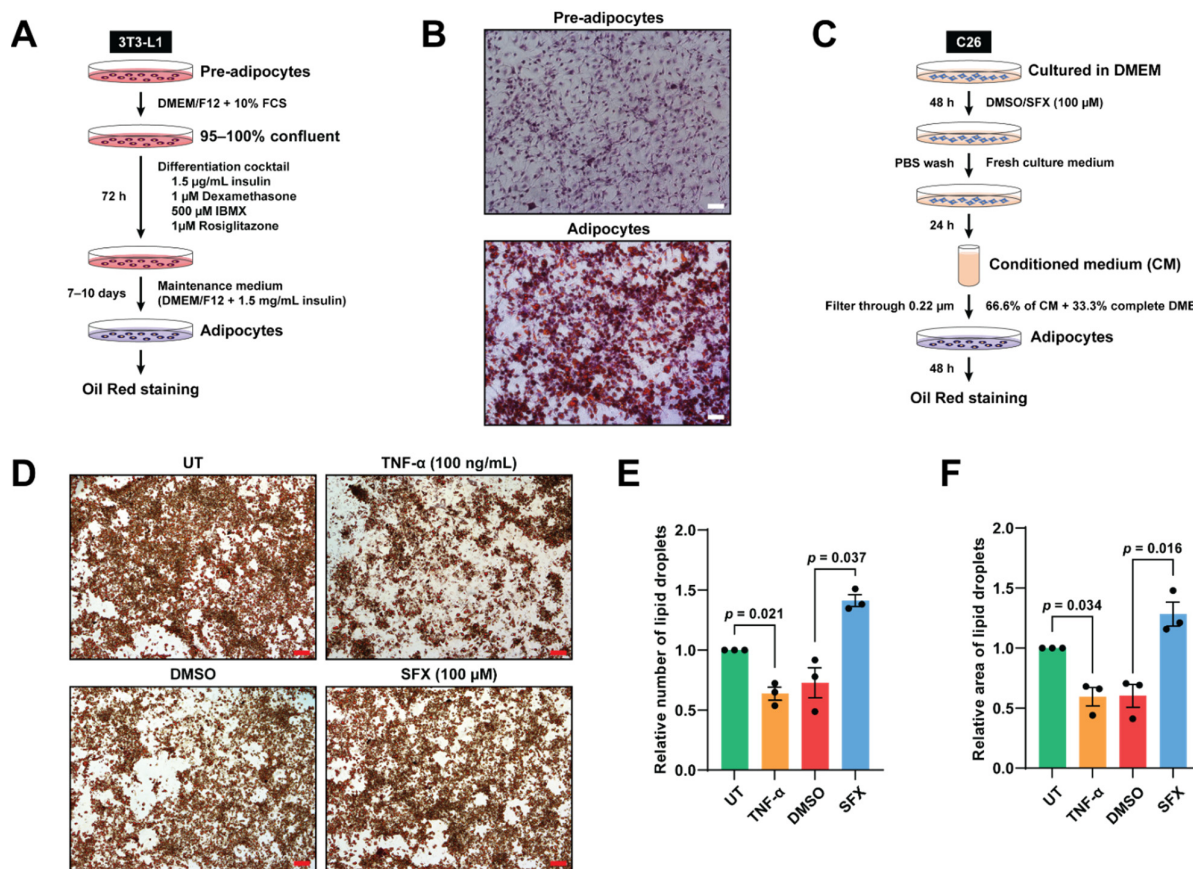 A
3T3-L1
Pre-adipocytes
DMEM/F12 + 10% FCS
95–100% confluent
72 h
Differentiation cocktail
1.5 µg/mL insulin
1 µM Dexamethasone
500 µM IBMX
1µM Rosiglitazone
7–10 days
Maintenance medium
(DMEM/F12 + 1.5 mg/mL insulin)
Adipocytes
Oil Red staining
B
Pre-adipocytes
Adipocytes
C
C26
Cultured in DMEM
48 h
DMSO/SFX (100 µM)
PBS wash
Fresh culture medium
24 h
Conditioned medium (CM)
Filter through 0.22 µm
66.6% of CM + 33.3% complete DME
Adipocytes
48 h
Oil Red staining
D
UT
TNF-α (100 ng/mL)
DMSO
SFX (100 µM)
E
Relative number of lipid droplets
2.0
1.5
1.0
0.5
0.0
p = 0.021
p = 0.037
UT
TNF-α
DMSO
SFX
F
Relative area of lipid droplets
2.0
1.5
1.0
0.5
0.0
p = 0.034
p = 0.016
UT
TNF-α
DMSO
SFX